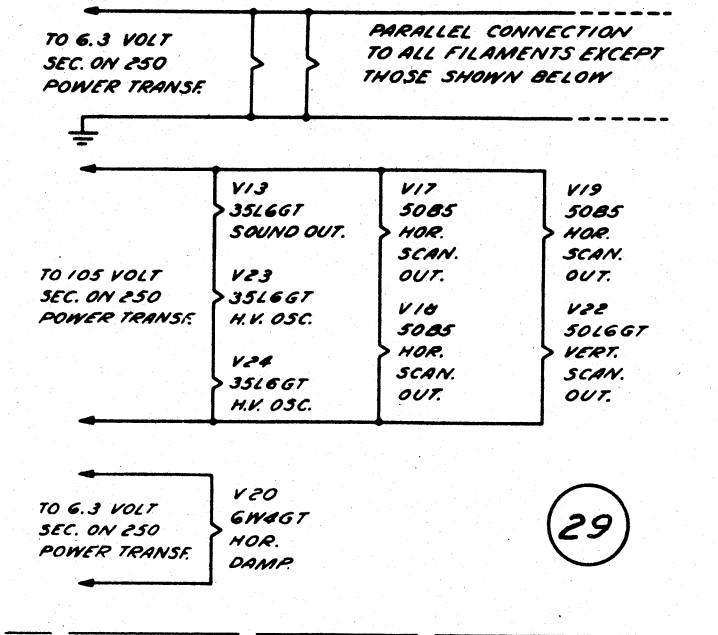 TO 6.3 VOLT
SEC. ON 250
POWER TRANSF.
PARALLEL CONNECTION
TO ALL FILAMENTS EXCEPT
THOSE SHOWN BELOW
TO 105 VOLT
SEC. ON 250
POWER TRANSF.
V13
35L6GT
SOUND OUT.
V23
35L6GT
H.V. OSC.
V24
35L6GT
H.V. OSC.
V17
50B5
HOR.
SCAN.
OUT.
V18
50B5
HOR.
SCAN.
OUT.
V19
50B5
HOR.
SCAN.
OUT.
V22
50L6GT
VERT.
SCAN.
OUT.
TO 6.3 VOLT
SEC. ON 250
POWER TRANSF.
V20
6W4GT
HOR.
DAMP.
29